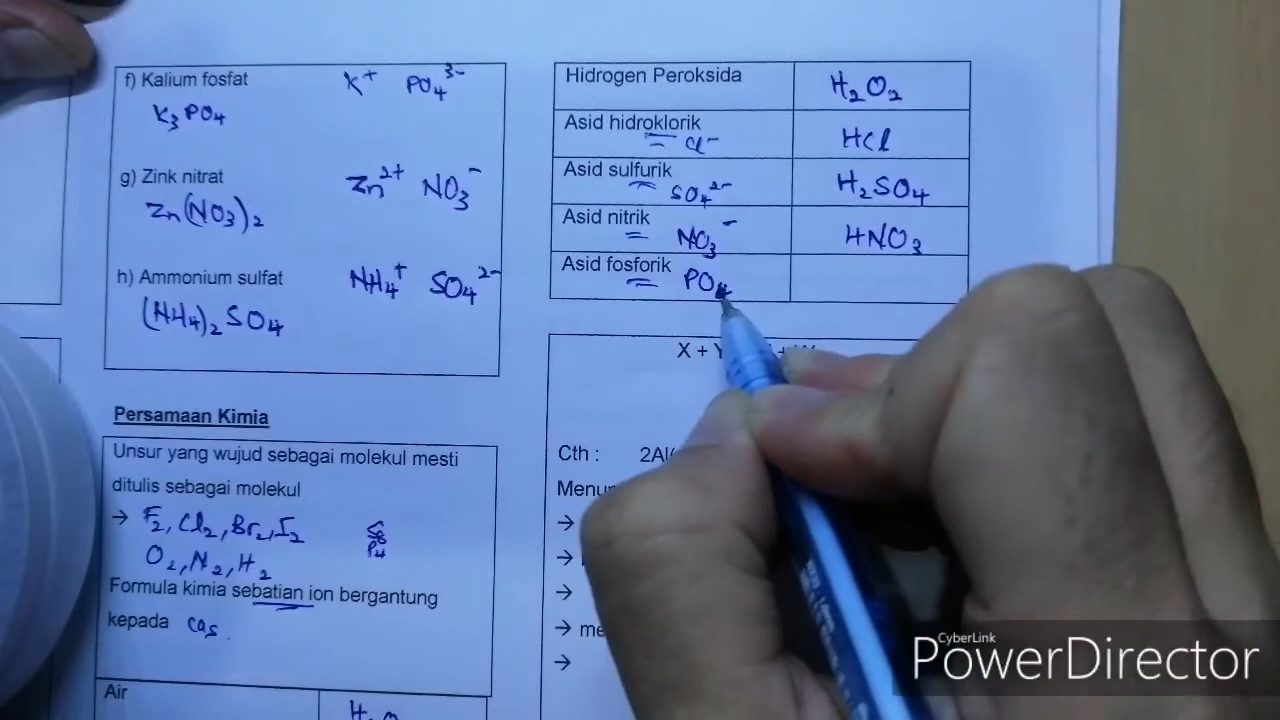 f) Kalium fosfat K⁺ PO₄³⁻
K₃PO₄
g) Zink nitrat Zn²⁺ NO₃⁻
Zn(NO₃)₂
h) Ammonium sulfat NH₄⁺ SO₄²⁻
(NH₄)₂SO₄
Persamaan Kimia
Unsur yang wujud sebagai molekul mesti
ditulis sebagai molekul
→ F₂, Cl₂, Br₂, I₂ S₈
O₂, N₂, H₂ P₄
Formula kimia sebatian ion bergantung
kepada cas.
Air
Hidrogen Peroksida H₂O₂
Asid hidroklorik HCl
Cl⁻
Asid sulfurik H₂SO₄
SO₄²⁻
Asid nitrik HNO₃
NO₃⁻
Asid fosforik PO₄
X + Y
Cth : 2Al
→
→
→
→ me
→
CyberLink
PowerDirector